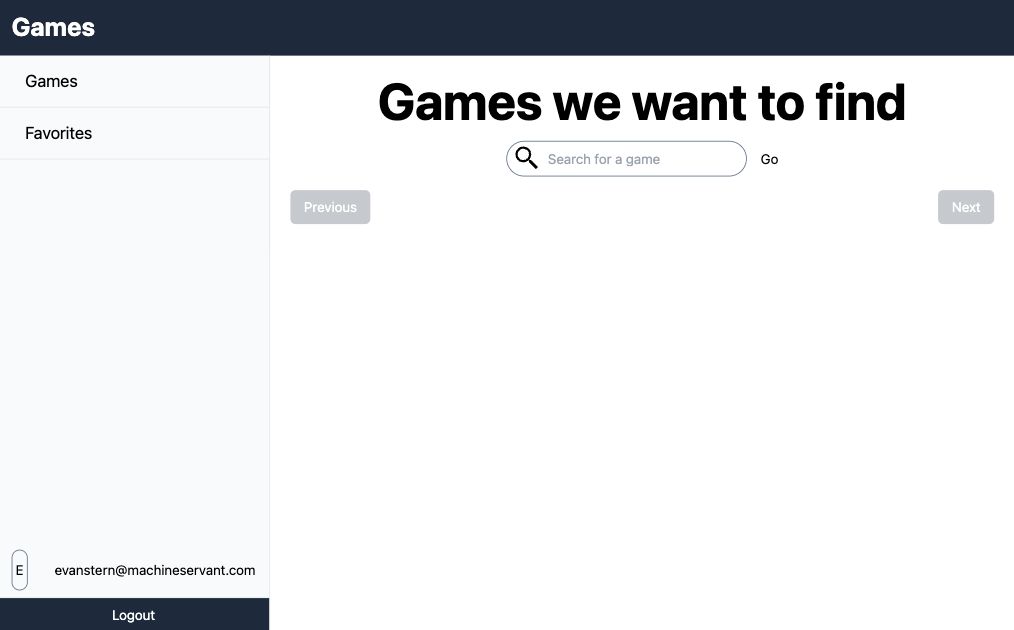 Games
Games
Favorites
Games we want to find
Search for a game
Go
Previous
Next
E
evanstern@machineservant.com
Logout